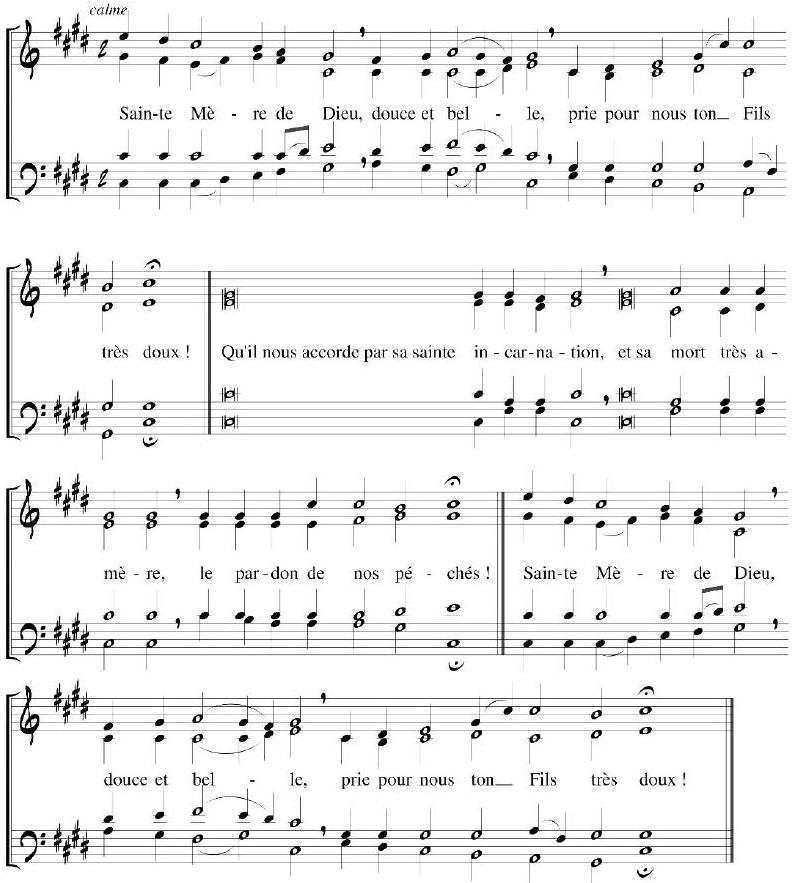 calme
Sain-te Mè - re de Dieu, douce et bel - le, prie pour nous ton_ Fils
très doux ! Qu'il nous accorde par sa sainte in - car - na - tion, et sa mort très a -
mè - re, le par - don de nos pé - chés ! Sain-te Mè - re de Dieu,
douce et bel - le, prie pour nous ton_ Fils très doux !